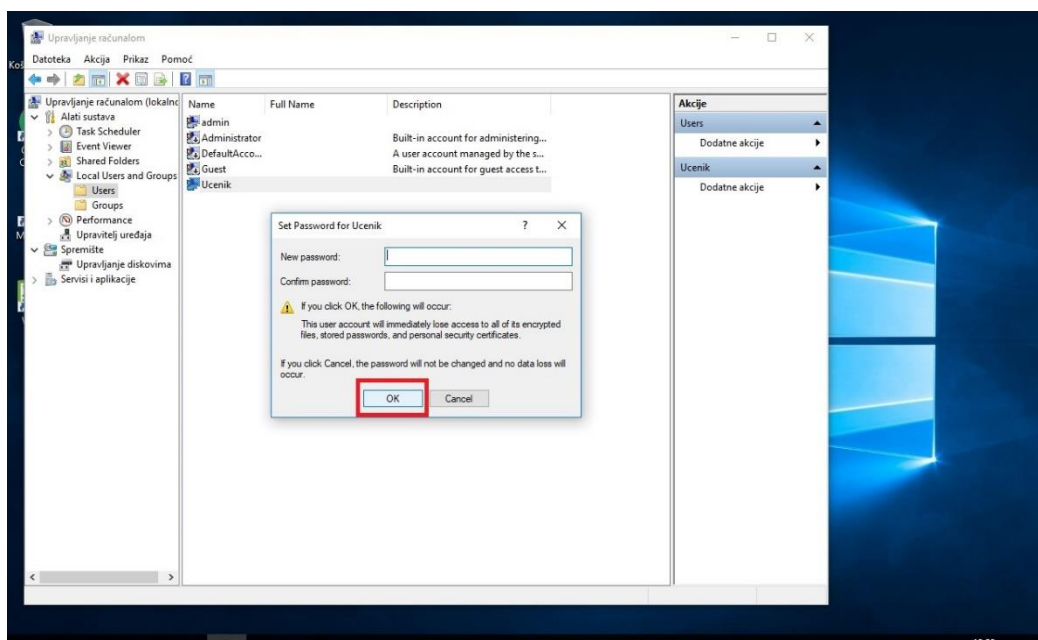 Upravljanje računalom
Datoteka Akcija Prikaz Pomoć
Upravljanje računalom (lokalno
Alati sustava
Task Scheduler
Event Viewer
Shared Folders
Local Users and Groups
Users
Groups
Performance
Upravitelj uređaja
Spremište
Upravljanje diskovima
Servisi i aplikacije
Name Full Name Description
admin
Administrator Built-in account for administering...
DefaultAcco... A user account managed by the s...
Guest Built-in account for guest access t...
Ucenik
Akcije
Users
Dodatne akcije
Ucenik
Dodatne akcije
Set Password for Ucenik
New password:
Confirm password:
If you click OK, the following will occur:
This user account will immediately lose access to all of its encrypted
files, stored passwords, and personal security certificates.
If you click Cancel, the password will not be changed and no data loss will
occur.
OK Cancel